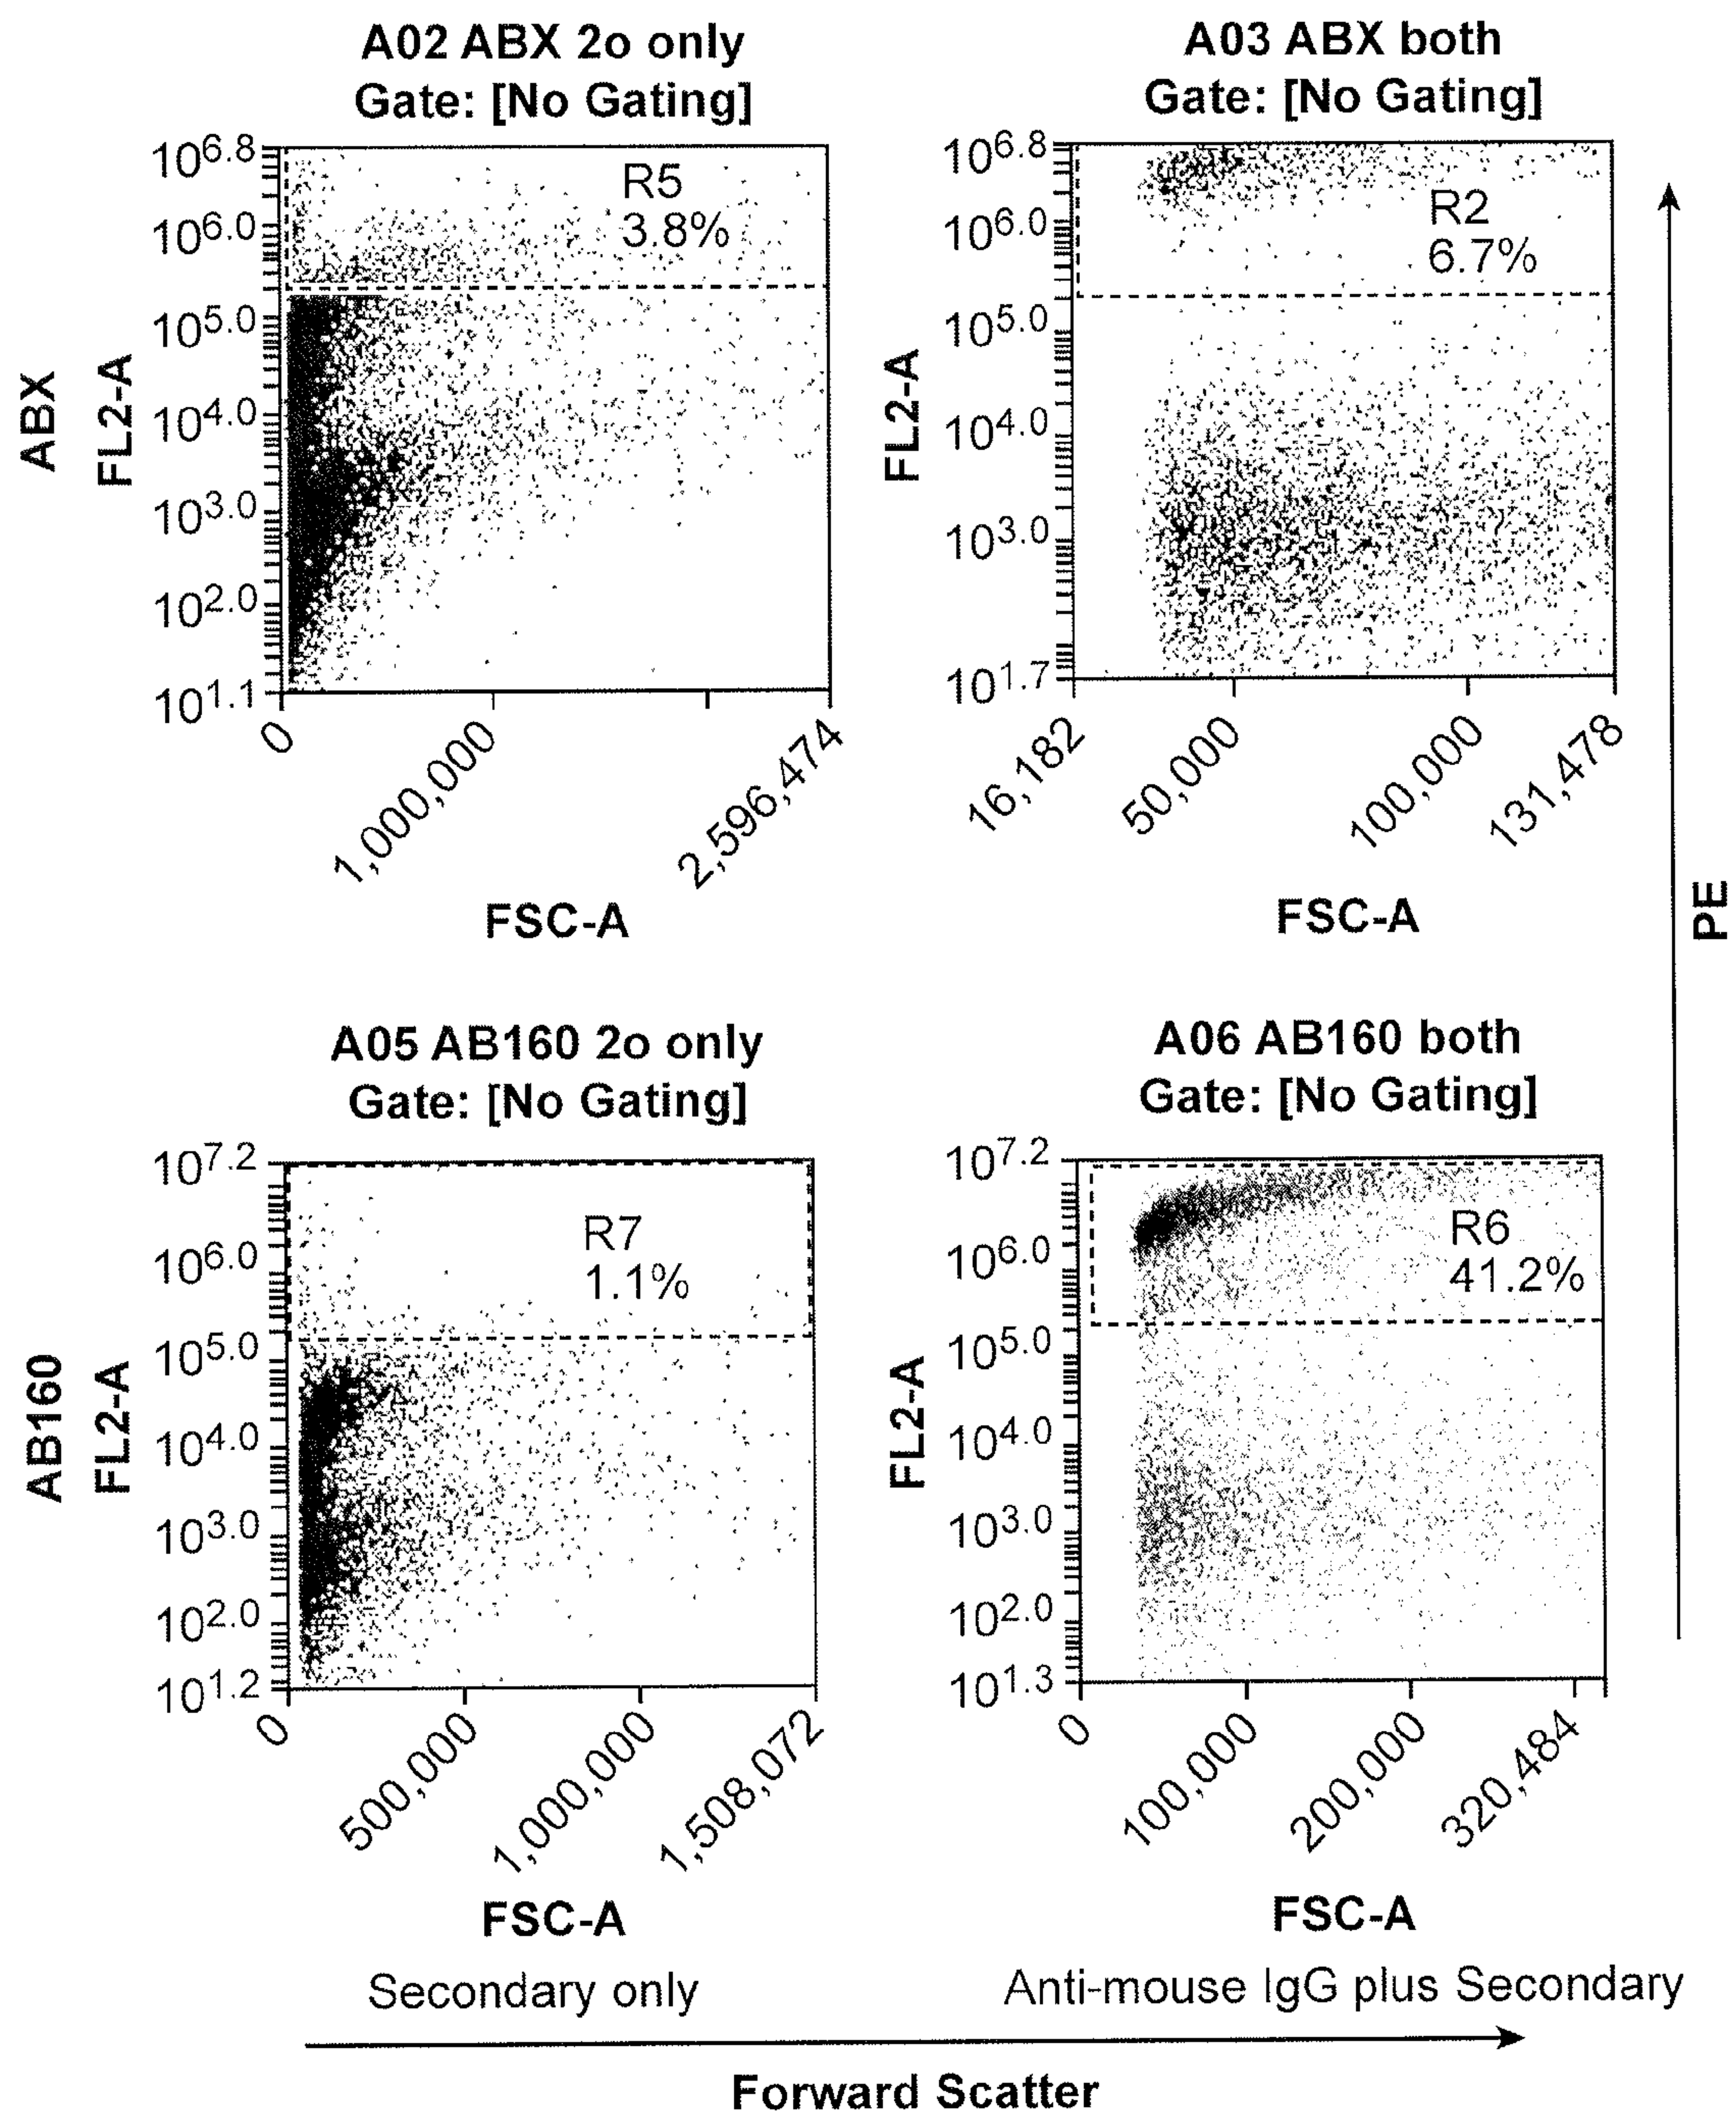 A02 ABX 2o only
Gate: [No Gating]
R5
3.8%
10^6.8
10^6.0
10^5.0
10^4.0
10^3.0
10^2.0
10^1.1
ABX
FL2-A
0
1,000,000
2,596,474
FSC-A
A03 ABX both
Gate: [No Gating]
R2
6.7%
10^6.8
10^6.0
10^5.0
10^4.0
10^3.0
10^1.7
FL2-A
16,182
50,000
100,000
131,478
FSC-A
PE
A05 AB160 2o only
Gate: [No Gating]
R7
1.1%
10^7.2
10^6.0
10^5.0
10^4.0
10^3.0
10^2.0
10^1.2
AB160
FL2-A
0
500,000
1,000,000
1,508,072
FSC-A
Secondary only
A06 AB160 both
Gate: [No Gating]
R6
41.2%
10^7.2
10^6.0
10^5.0
10^4.0
10^3.0
10^2.0
10^1.3
FL2-A
0
100,000
200,000
320,484
FSC-A
Anti-mouse IgG plus Secondary
Forward Scatter